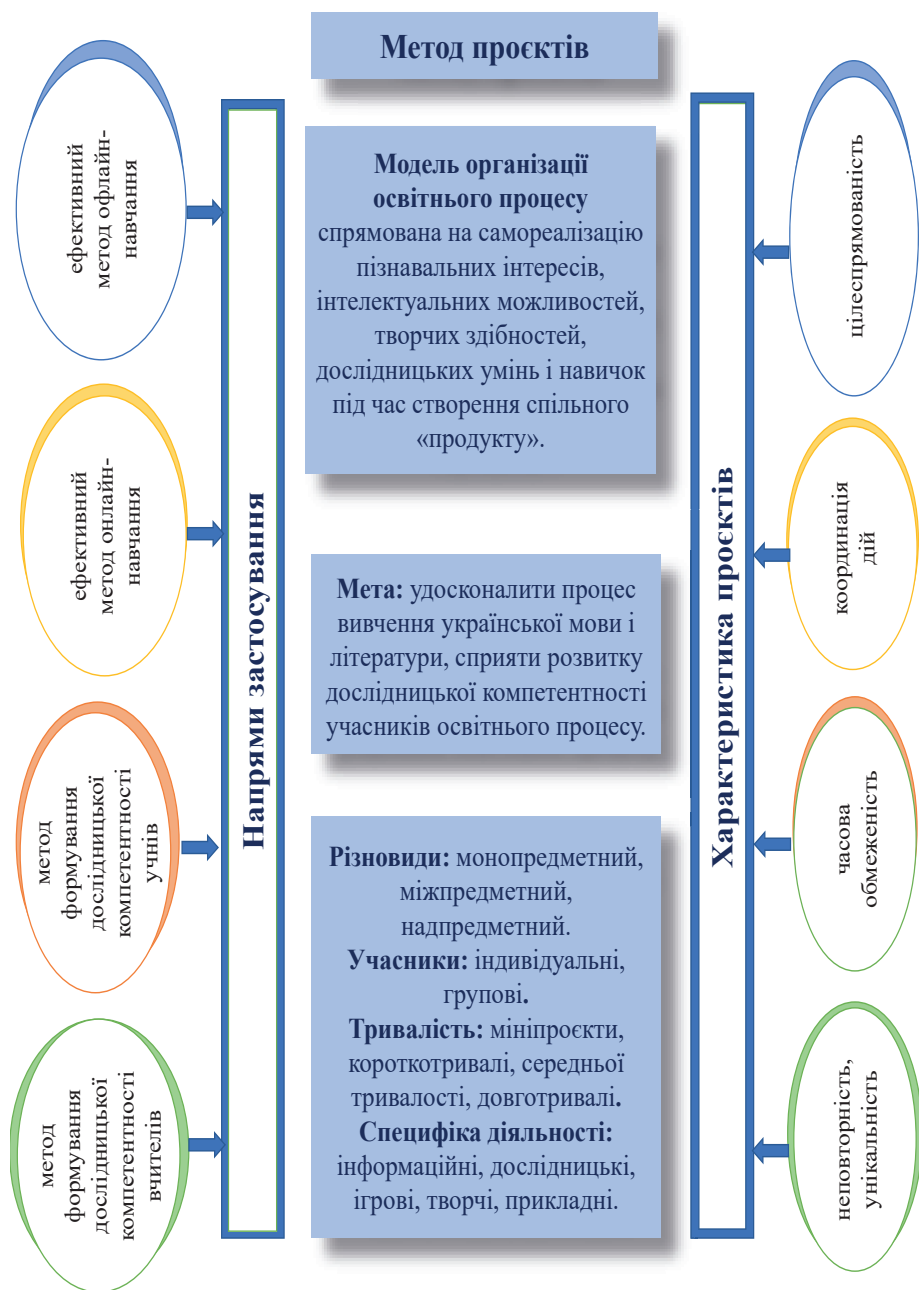 Метод проєктів
ефективний
метод офлайн-
навчання
ефективний
метод онлайн-
навчання
метод
формування
дослідницької
компетентності
учнів
метод
формування
дослідницької
компетентності
вчителів
Напрями застосування
Модель організації
освітнього процесу
спрямована на самореалізацію
пізнавальних інтересів,
інтелектуальних можливостей,
творчих здібностей,
дослідницьких умінь і навичок
під час створення спільного
«продукту».
Мета: удосконалити процес
вивчення української мови і
літератури, сприяти розвитку
дослідницької компетентності
учасників освітнього процесу.
Різновиди: монопредметний,
міжпредметний,
надпредметний.
Учасники: індивідуальні,
групові.
Тривалість: мініпроєкти,
короткотривалі, середньої
тривалості, довготривалі.
Специфіка діяльності:
інформаційні, дослідницькі,
ігрові, творчі, прикладні.
Характеристика проєктів
цілеспрямованість
координація
дій
часова
обмеженість
неповторність,
унікальність